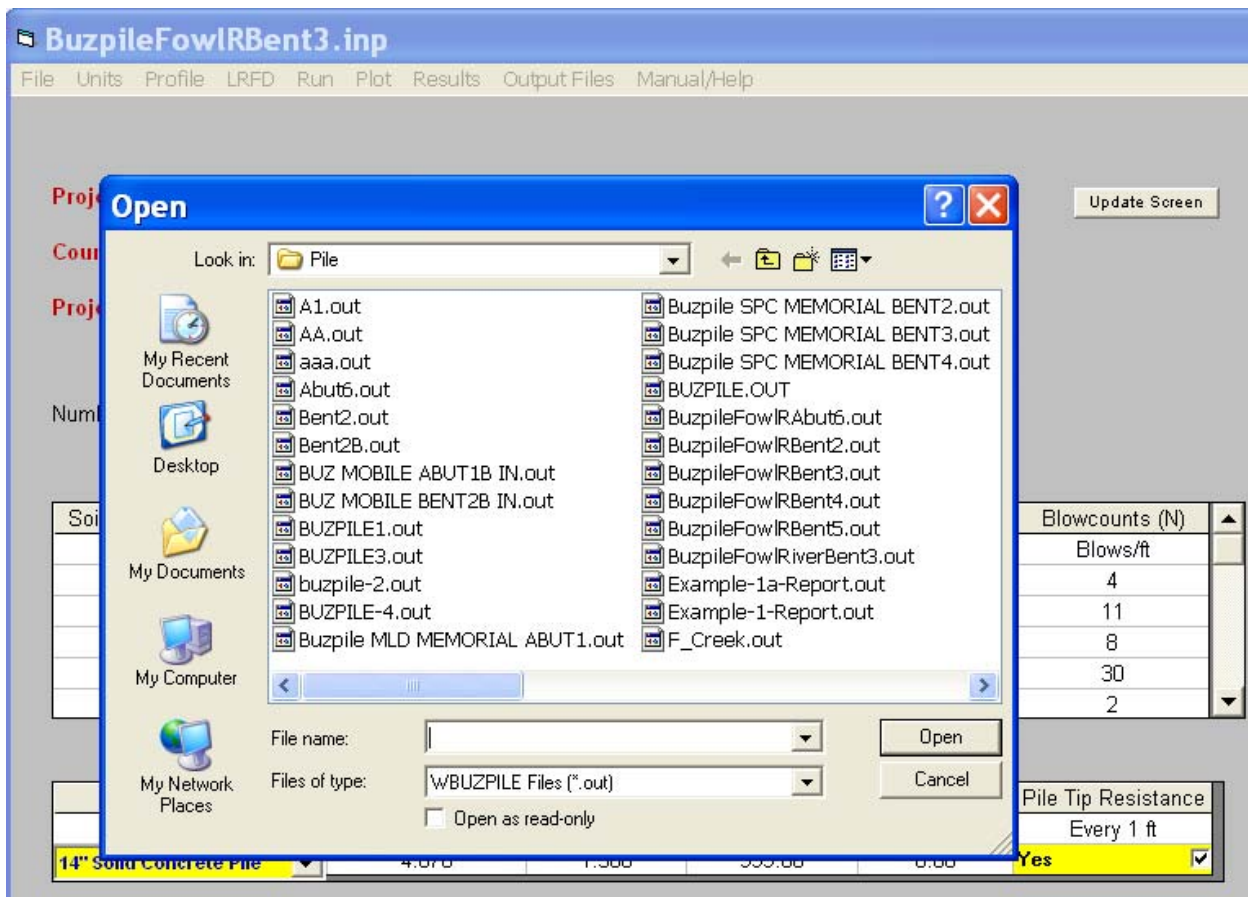 BuzpileFowlRBent3.inp
File Units Profile LRFD Run Plot Results Output Files Manual/Help
Open
Update Screen
Look in: Pile
My Recent Documents
Desktop
My Documents
My Computer
My Network Places
A1.out
AA.out
aaa.out
Abut6.out
Bent2.out
Bent2B.out
BUZ MOBILE ABUT1B IN.out
BUZ MOBILE BENT2B IN.out
BUZPILE1.out
BUZPILE3.out
buzpile-2.out
BUZPILE-4.out
Buzpile MLD MEMORIAL ABUT1.out
Buzpile SPC MEMORIAL BENT2.out
Buzpile SPC MEMORIAL BENT3.out
Buzpile SPC MEMORIAL BENT4.out
BUZPILE.OUT
BuzpileFowlRAbut6.out
BuzpileFowlRBent2.out
BuzpileFowlRBent3.out
BuzpileFowlRBent4.out
BuzpileFowlRBent5.out
BuzpileFowlRiverBent3.out
Example-1a-Report.out
Example-1-Report.out
F_Creek.out
File name:
Open
Files of type: WBUZPILE Files (*.out)
Cancel
Open as read-only
Blowcounts (N)
Blows/ft
4
11
8
30
2
Pile Tip Resistance
Every 1 ft
14" Solid Concrete Pile
Yes